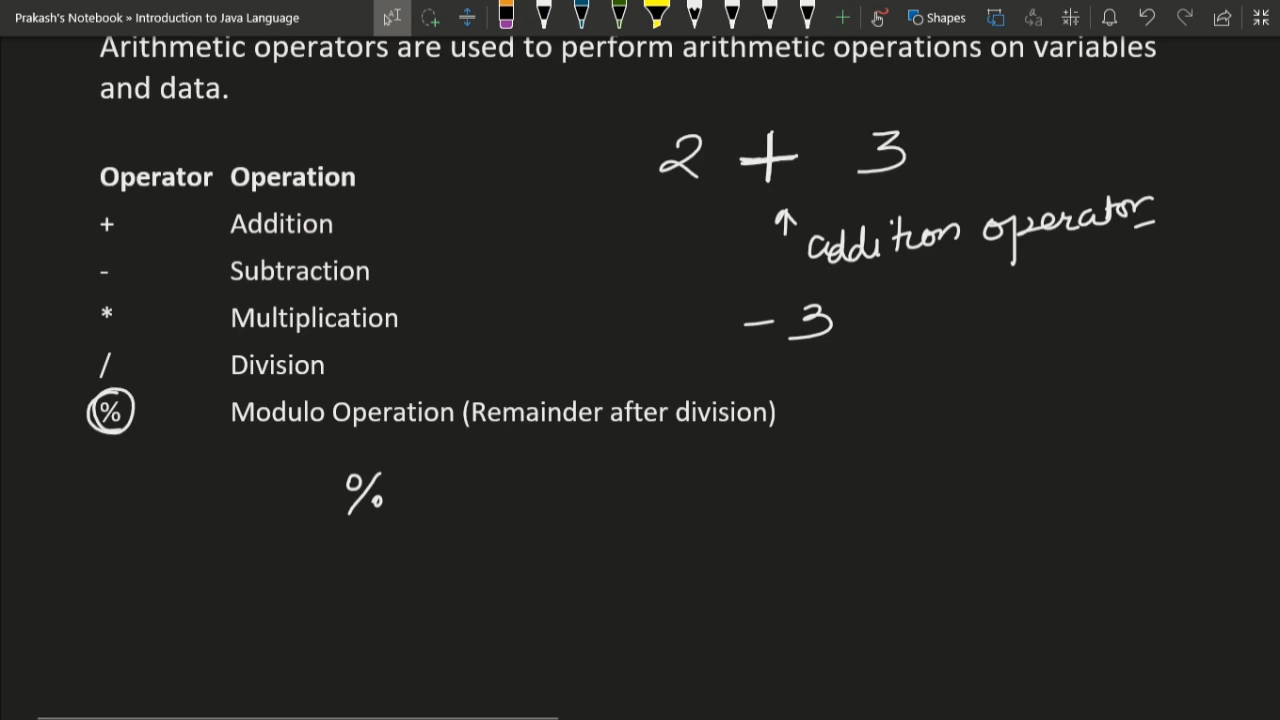 Prakash's Notebook » Introduction to Java Language
Shapes
Arithmetic operators are used to perform arithmetic operations on variables
and data.
2 + 3
Operator Operation
+ Addition
addition operator
- Subtraction
* Multiplication
- 3
/ Division
% Modulo Operation (Remainder after division)
%